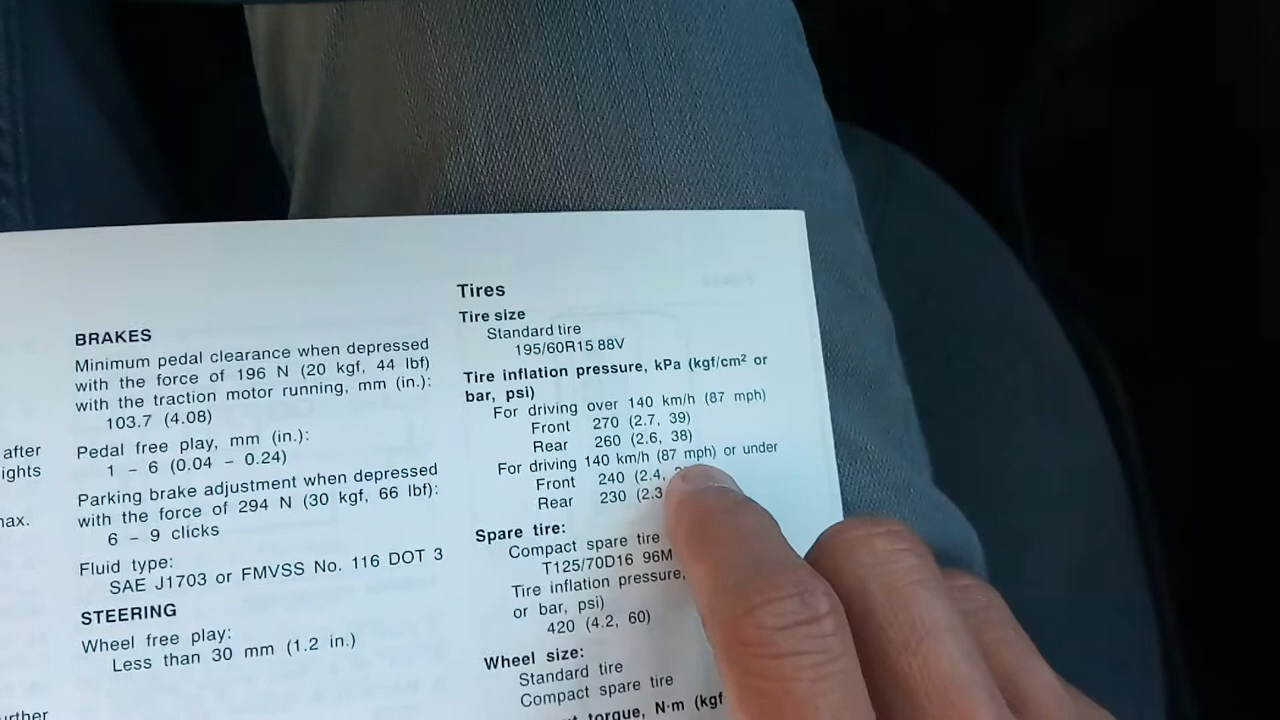 after
ights
max.
urther
BRAKES
Minimum pedal clearance when depressed
with the force of 196 N (20 kgf, 44 lbf)
with the traction motor running, mm (in.):
103.7 (4.08)
Pedal free play, mm (in.):
1 – 6 (0.04 – 0.24)
Parking brake adjustment when depressed
with the force of 294 N (30 kgf, 66 lbf):
6 – 9 clicks
Fluid type:
SAE J1703 or FMVSS No. 116 DOT 3
STEERING
Wheel free play:
Less than 30 mm (1.2 in.)
Tires
Tire size
Standard tire
195/60R15 88V
Tire inflation pressure, kPa (kgf/cm² or
bar, psi)
For driving over 140 km/h (87 mph)
Front 270 (2.7, 39)
Rear 260 (2.6, 38)
For driving 140 km/h (87 mph) or under
Front 240 (2.4,
Rear 230 (2.3
Spare tire:
Compact spare tire
T125/70D16 96M
Tire inflation pressure,
or bar, psi)
420 (4.2, 60)
Wheel size:
Standard tire
Compact spare tire
torque, N·m (kgf